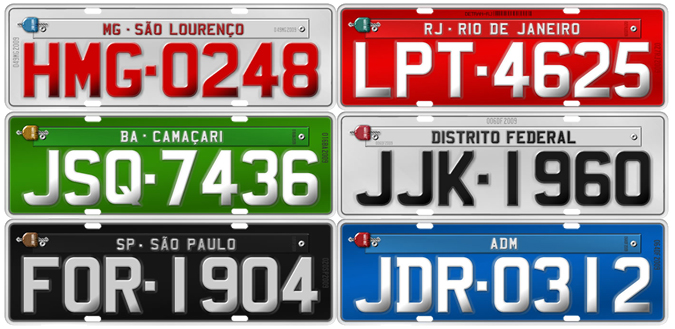 MG · SÃO LOURENÇO
HMG·0248
RJ · RIO DE JANEIRO
LPT·4625
BA · CAMAÇARI
JSQ·7436
DISTRITO FEDERAL
JJK·1960
SP · SÃO PAULO
FOR·1904
ADM
JDR·0312